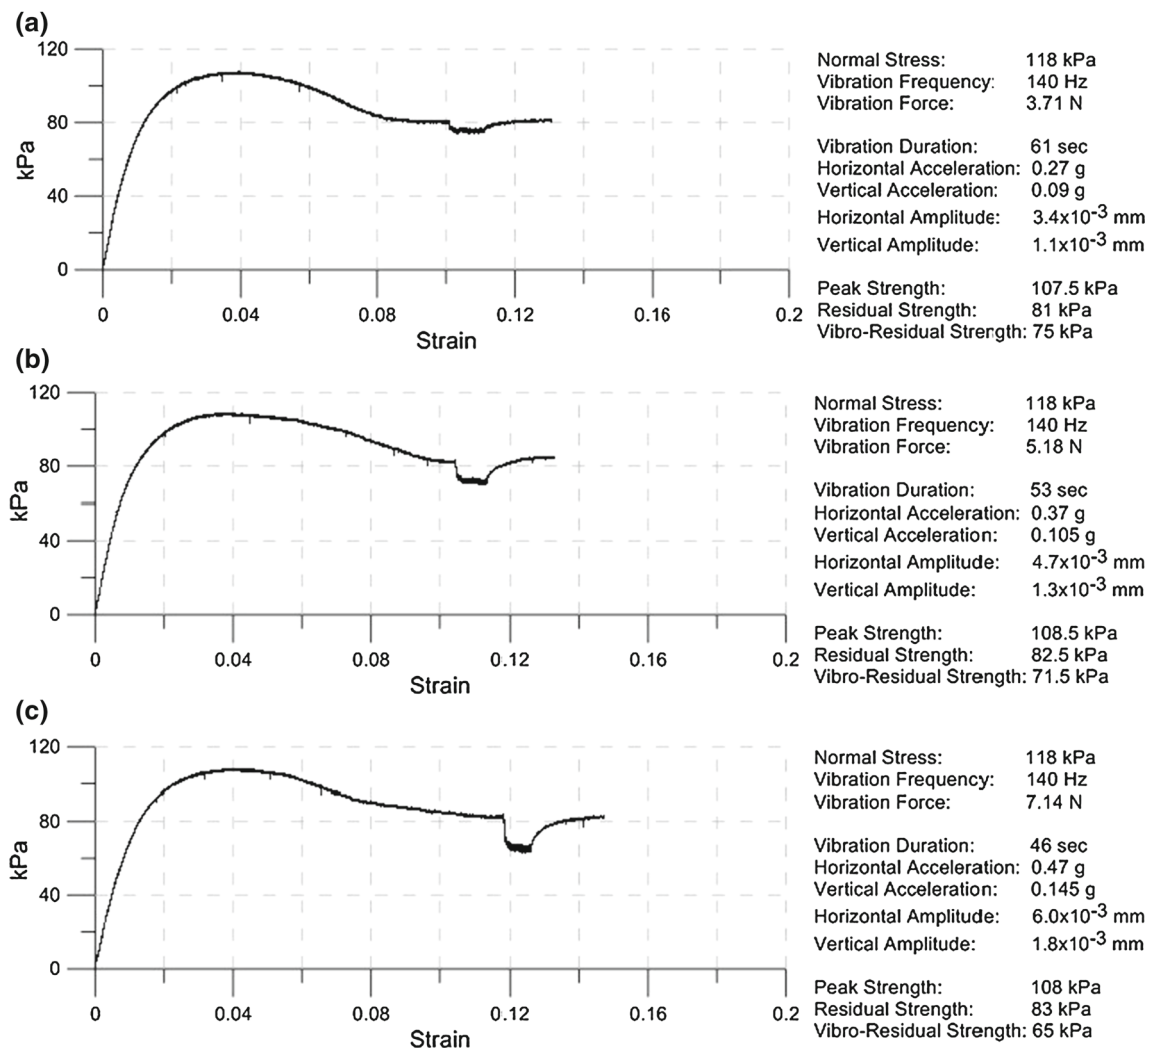 (a)
120
80
40
0
kPa
0 0.04 0.08 0.12 0.16 0.2
Strain
Normal Stress: 118 kPa
Vibration Frequency: 140 Hz
Vibration Force: 3.71 N
Vibration Duration: 61 sec
Horizontal Acceleration: 0.27 g
Vertical Acceleration: 0.09 g
Horizontal Amplitude: 3.4x10-3 mm
Vertical Amplitude: 1.1x10-3 mm
Peak Strength: 107.5 kPa
Residual Strength: 81 kPa
Vibro-Residual Strength: 75 kPa
(b)
120
80
40
0
kPa
0 0.04 0.08 0.12 0.16 0.2
Strain
Normal Stress: 118 kPa
Vibration Frequency: 140 Hz
Vibration Force: 5.18 N
Vibration Duration: 53 sec
Horizontal Acceleration: 0.37 g
Vertical Acceleration: 0.105 g
Horizontal Amplitude: 4.7x10-3 mm
Vertical Amplitude: 1.3x10-3 mm
Peak Strength: 108.5 kPa
Residual Strength: 82.5 kPa
Vibro-Residual Strength: 71.5 kPa
(c)
120
80
40
0
kPa
0 0.04 0.08 0.12 0.16 0.2
Strain
Normal Stress: 118 kPa
Vibration Frequency: 140 Hz
Vibration Force: 7.14 N
Vibration Duration: 46 sec
Horizontal Acceleration: 0.47 g
Vertical Acceleration: 0.145 g
Horizontal Amplitude: 6.0x10-3 mm
Vertical Amplitude: 1.8x10-3 mm
Peak Strength: 108 kPa
Residual Strength: 83 kPa
Vibro-Residual Strength: 65 kPa